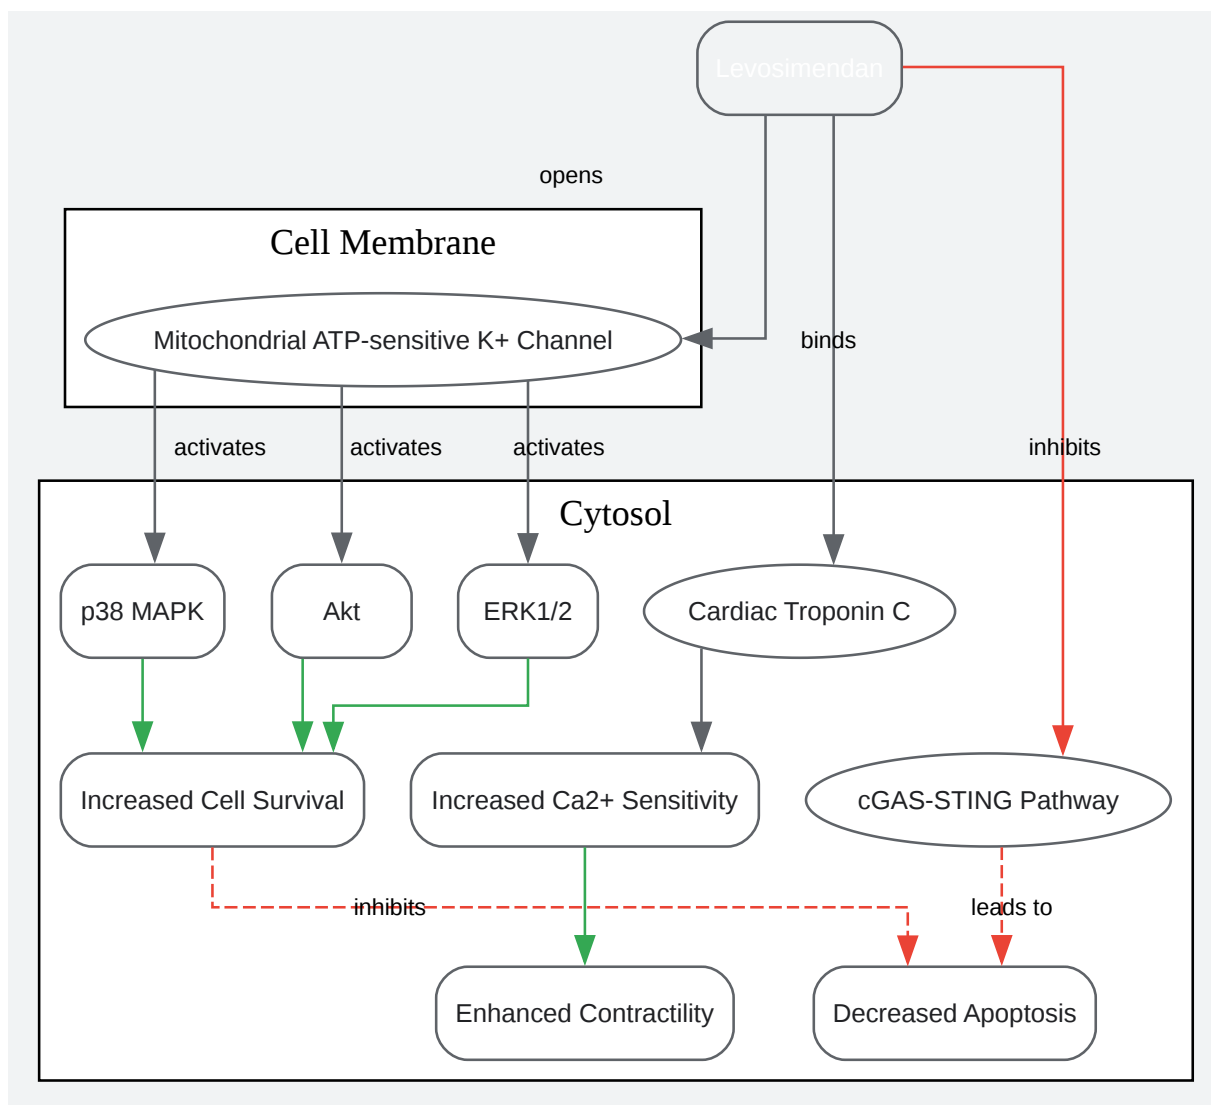 Levosimendan
opens
Cell Membrane
Mitochondrial ATP-sensitive K+ Channel
binds
activates
activates
activates
inhibits
Cytosol
p38 MAPK
Akt
ERK1/2
Cardiac Troponin C
Increased Cell Survival
Increased Ca2+ Sensitivity
cGAS-STING Pathway
inhibits
leads to
Enhanced Contractility
Decreased Apoptosis